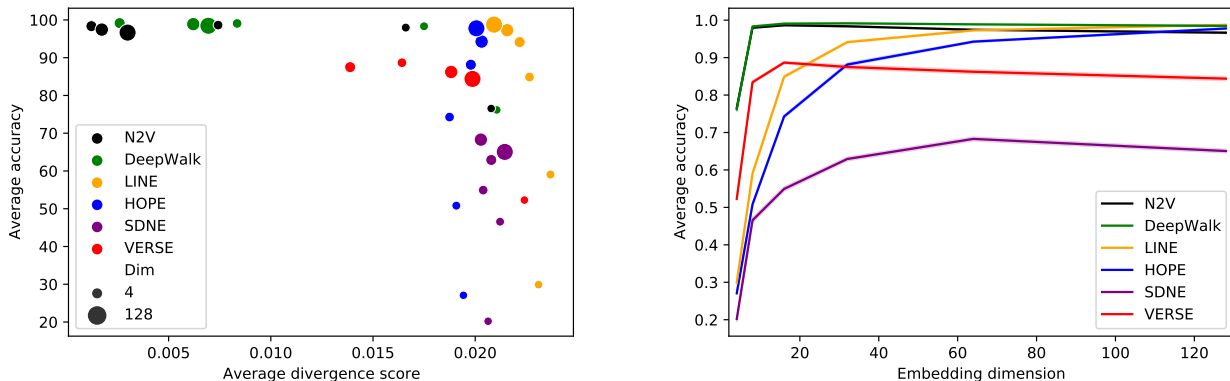 100
90
80
70
60
50
40
30
20
Average accuracy
N2V
DeepWalk
LINE
HOPE
SDNE
VERSE
Dim
4
128
0.005
0.010
0.015
0.020
Average divergence score
1.0
0.9
0.8
0.7
0.6
0.5
0.4
0.3
0.2
Average accuracy
N2V
DeepWalk
LINE
HOPE
SDNE
VERSE
20
40
60
80
100
120
Embedding dimension